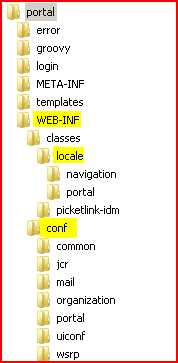 portal
error
groovy
login
META-INF
templates
WEB-INF
classes
locale
navigation
portal
picketlink-idm
conf
common
jcr
mail
organization
portal
uiconf
wsrp